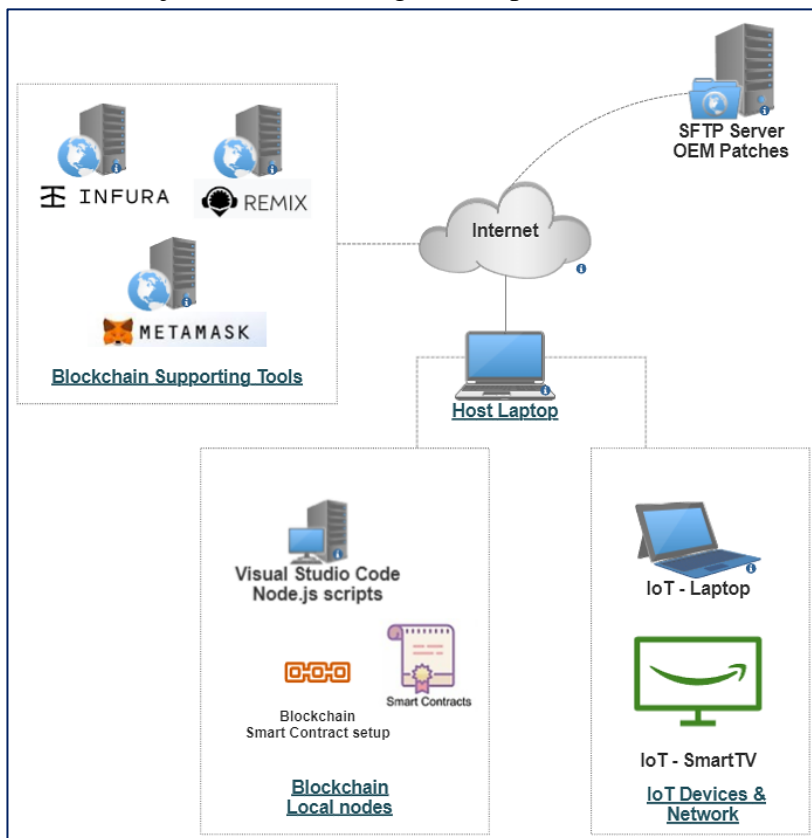 SFTP Server
OEM Patches
INFURA
REMIX
Internet
METAMASK
Blockchain Supporting Tools
Host Laptop
Visual Studio Code
Node.js scripts
IoT - Laptop
Smart Contracts
Blockchain
Smart Contract setup
IoT - SmartTV
Blockchain
Local nodes
IoT Devices &
Network